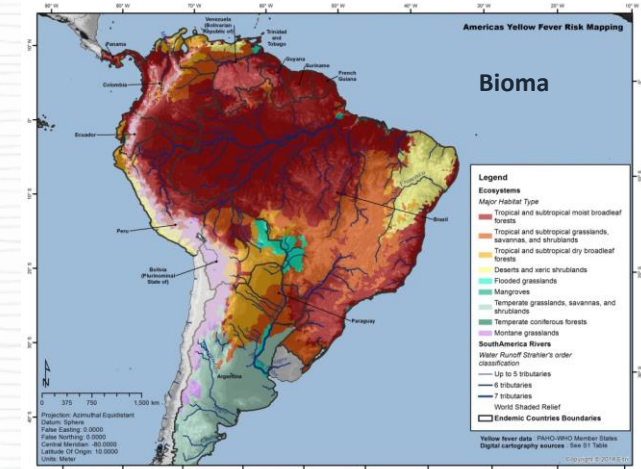 Americas Yellow Fever Risk Mapping
Bioma
Venezuela
(Bolivarian
Republic of)
Trinidad
and
Tobago
Panama
Guyana
Suriname
French
Guiana
Colombia
Ecuador
Peru
Brazil
Bolivia
(Plurinational
State of)
Paraguay
Argentina
Legend
Ecosystems
Major Habitat Type
Tropical and subtropical moist broadleaf
forests
Tropical and subtropical grasslands,
savannas, and shrublands
Tropical and subtropical dry broadleaf
forests
Deserts and xeric shrublands
Flooded grasslands
Mangroves
Temperate grasslands, savannas, and
shrublands
Temperate coniferous forests
Montane grasslands
SouthAmerica Rivers
Water Runoff Strahler's order
classification
Up to 5 tributaries
6 tributaries
7 tributaries
World Shaded Relief
Endemic Countries Boundaries
N
0 375 750 1,500 km
Projection: Azimuthal Equidistant
Datum: Sphere
False Easting: 0.0000
False Northing: 0.0000
Central Meridian: -80.0000
Latitude Of Origin: 10.0000
Units: Meter
Yellow fever data : PAHO-WHO Member States
Digital cartography sources : See S1 Table